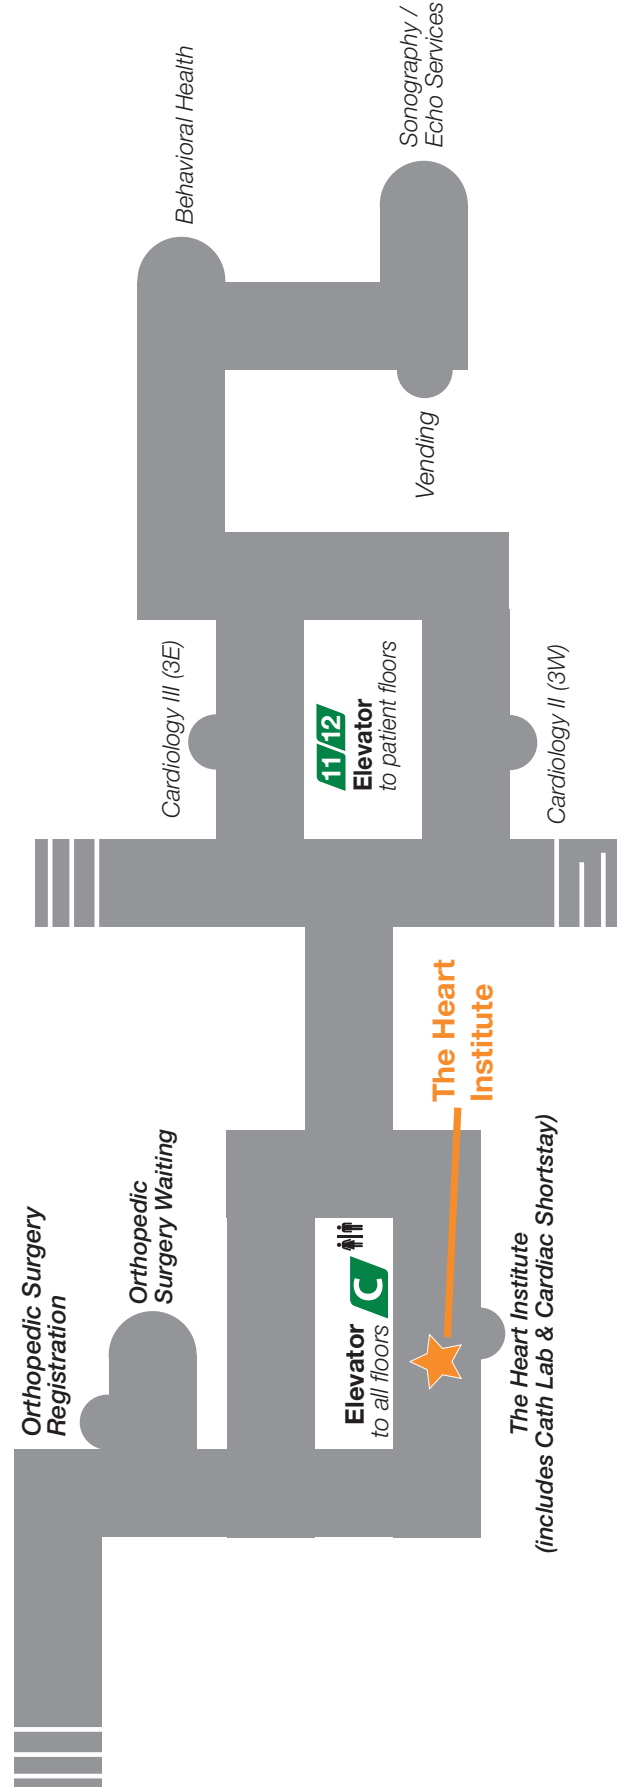 Orthopedic Surgery
Registration
Orthopedic
Surgery Waiting
Elevator C
to all floors
The Heart
Institute
The Heart Institute
(includes Cath Lab & Cardiac Shortstay)
Cardiology III (3E)
11/12
Elevator
to patient floors
Cardiology II (3W)
Behavioral Health
Vending
Sonography /
Echo Services